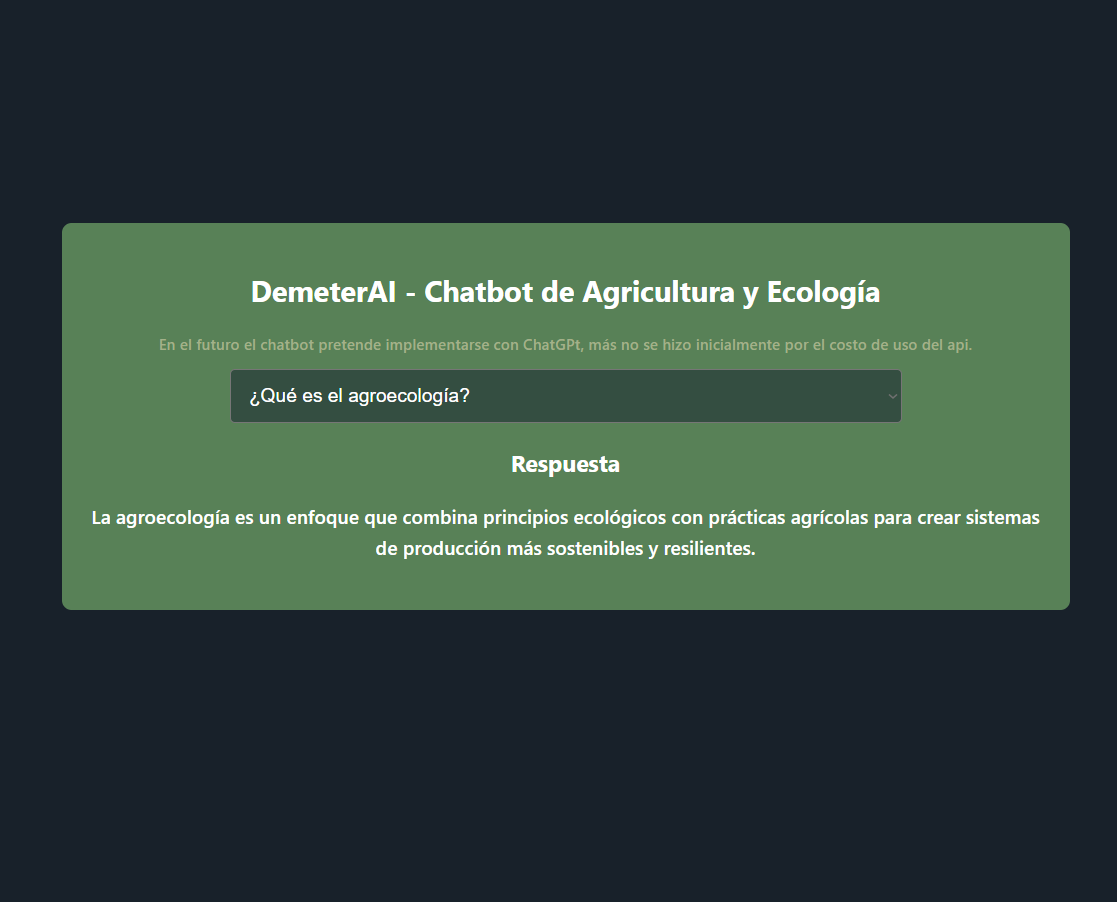 DemeterAI - Chatbot de Agricultura y Ecología
En el futuro el chatbot pretende implementarse con ChatGPt, más no se hizo inicialmente por el costo de uso del api.
¿Qué es el agroecología?
Respuesta
La agroecología es un enfoque que combina principios ecológicos con prácticas agrícolas para crear sistemas
de producción más sostenibles y resilientes.